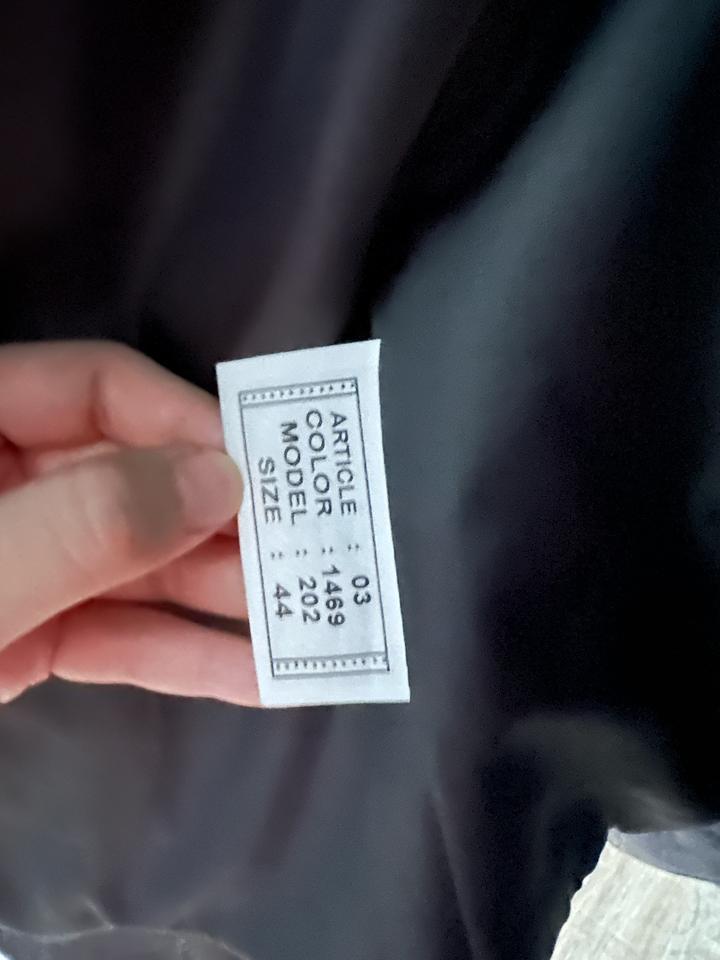 ARTICLE : 03
COLOR : 1469
MODEL : 202
SIZE : 44